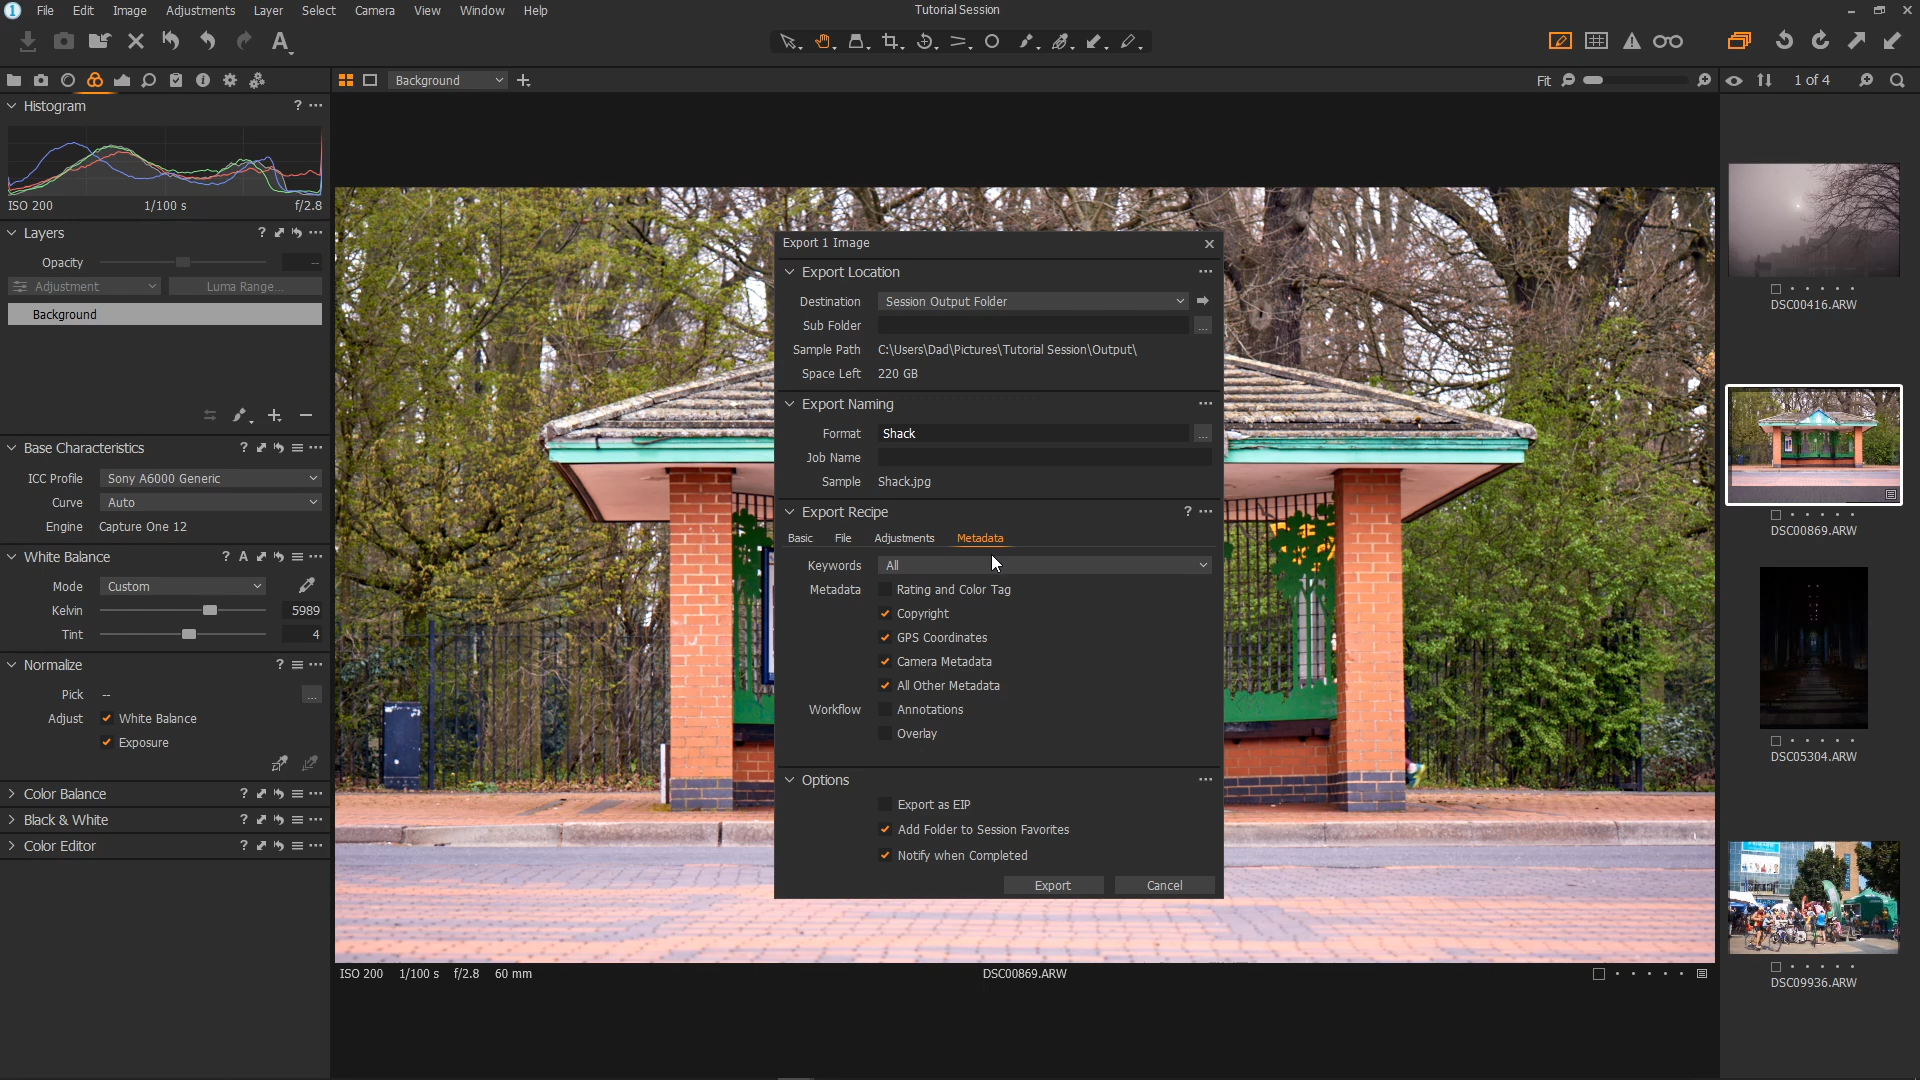 File Edit Image Adjustments Layer Select Camera View Window Help
Tutorial Session
Background
Fit
1 of 4
Histogram
ISO 200 1/100 s f/2.8
Layers
Opacity --
Adjustment Luma Range...
Background
Base Characteristics
ICC Profile Sony A6000 Generic
Curve Auto
Engine Capture One 12
White Balance
Mode Custom
Kelvin 5989
Tint 4
Normalize
Pick --
Adjust White Balance
Exposure
Color Balance
Black & White
Color Editor
Export 1 Image
Export Location
Destination Session Output Folder
Sub Folder
Sample Path C:\Users\Dad\Pictures\Tutorial Session\Output\
Space Left 220 GB
Export Naming
Format Shack
Job Name
Sample Shack.jpg
Export Recipe
Basic File Adjustments Metadata
Keywords All
Metadata Rating and Color Tag
Copyright
GPS Coordinates
Camera Metadata
All Other Metadata
Workflow Annotations
Overlay
Options
Export as EIP
Add Folder to Session Favorites
Notify when Completed
Export Cancel
ISO 200 1/100 s f/2.8 60 mm
DSC00869.ARW
DSC00416.ARW
DSC00869.ARW
DSC05304.ARW
DSC09936.ARW